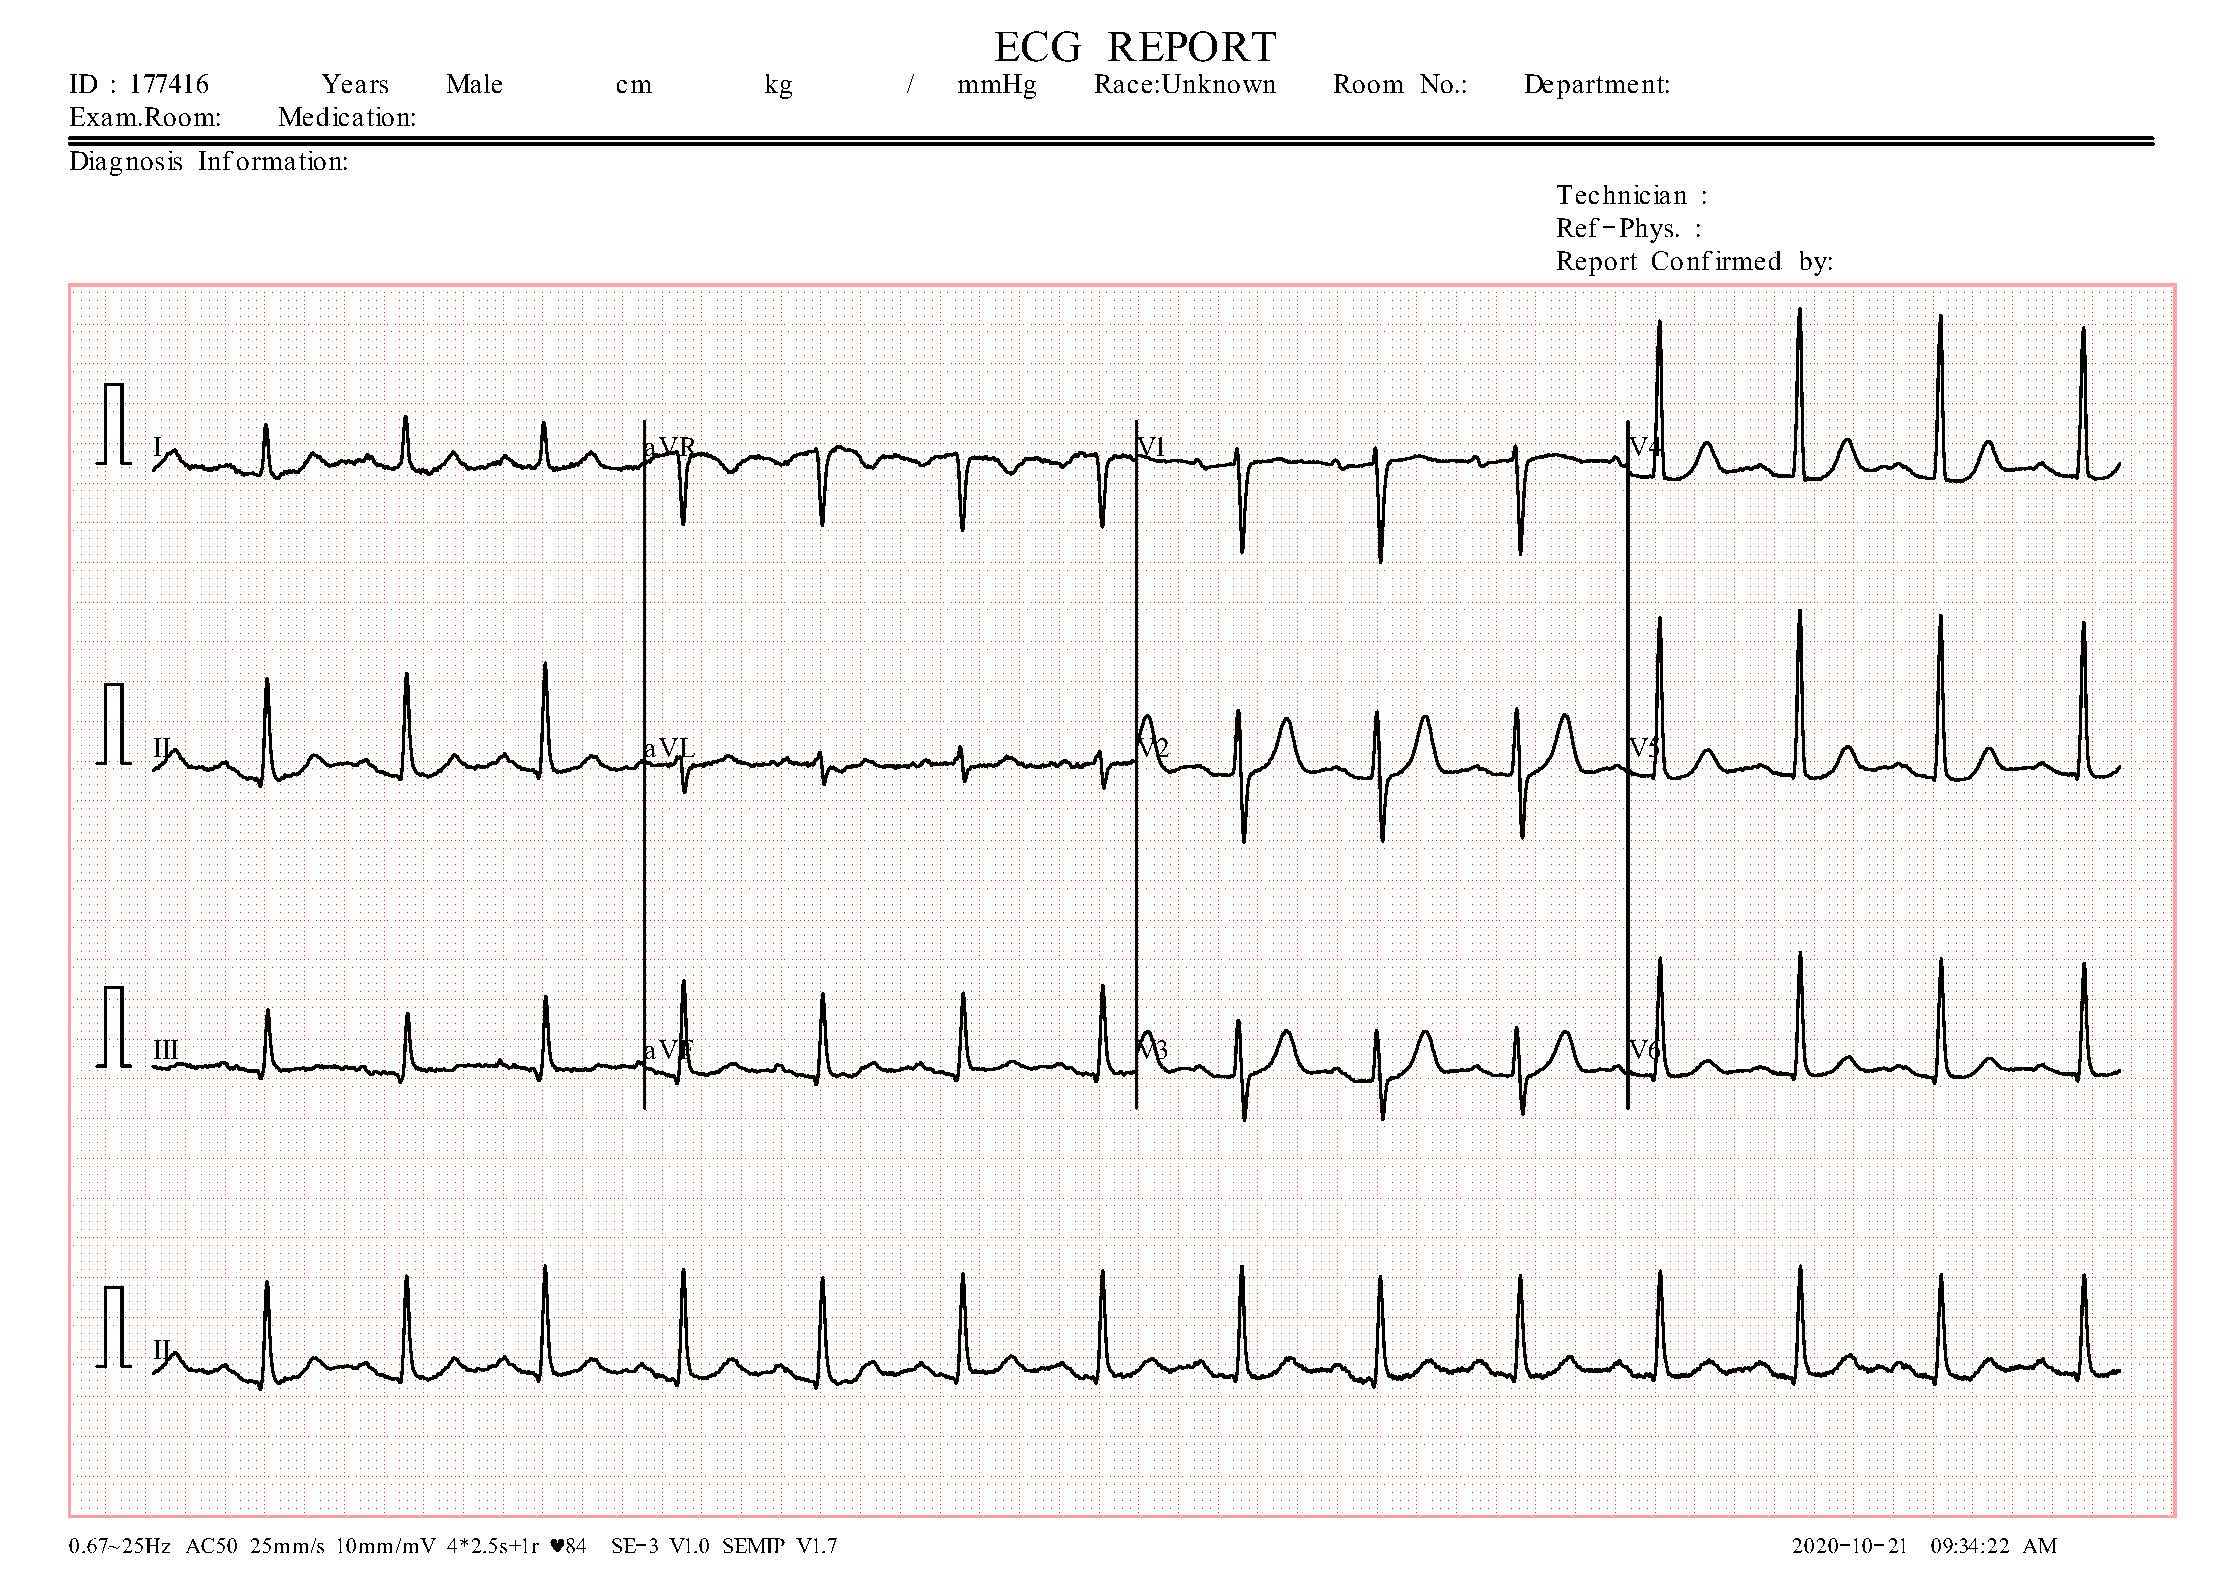 ECG REPORT
ID : 177416 Years Male cm kg / mmHg Race:Unknown Room No.: Department:
Exam.Room: Medication:
Diagnosis Information:
Technician :
Ref-Phys. :
Report Confirmed by:
I aVR V1 V4
II aVL V2 V5
III aVF V3 V6
II
0.67~25Hz AC50 25mm/s 10mm/mV 4*2.5s+1r ♥84 SE-3 V1.0 SEMIP V1.7 2020-10-21 09:34:22 AM